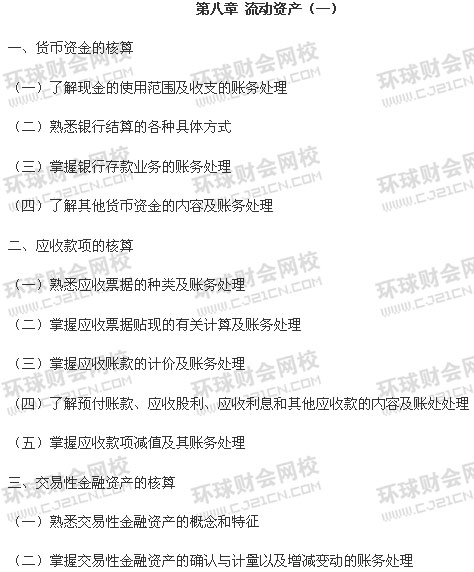 第八章 流动资产（一）
一、货币资金的核算
（一）了解现金的使用范围及收支的账务处理
（二）熟悉银行结算的各种具体方式
（三）掌握银行存款业务的账务处理
（四）了解其他货币资金的内容及账务处理
二、应收款项的核算
（一）熟悉应收票据的种类及账务处理
（二）掌握应收票据贴现的有关计算及账务处理
（三）掌握应收账款的计价及账务处理
（四）了解预付账款、应收股利、应收利息和其他应收款的内容及账处处理
（五）掌握应收款项减值及其账务处理
三、交易性金融资产的核算
（一）熟悉交易性金融资产的概念和特征
（二）掌握交易性金融资产的确认与计量以及增减变动的账务处理
环球财会网校
WWW.CJ21CN.COM